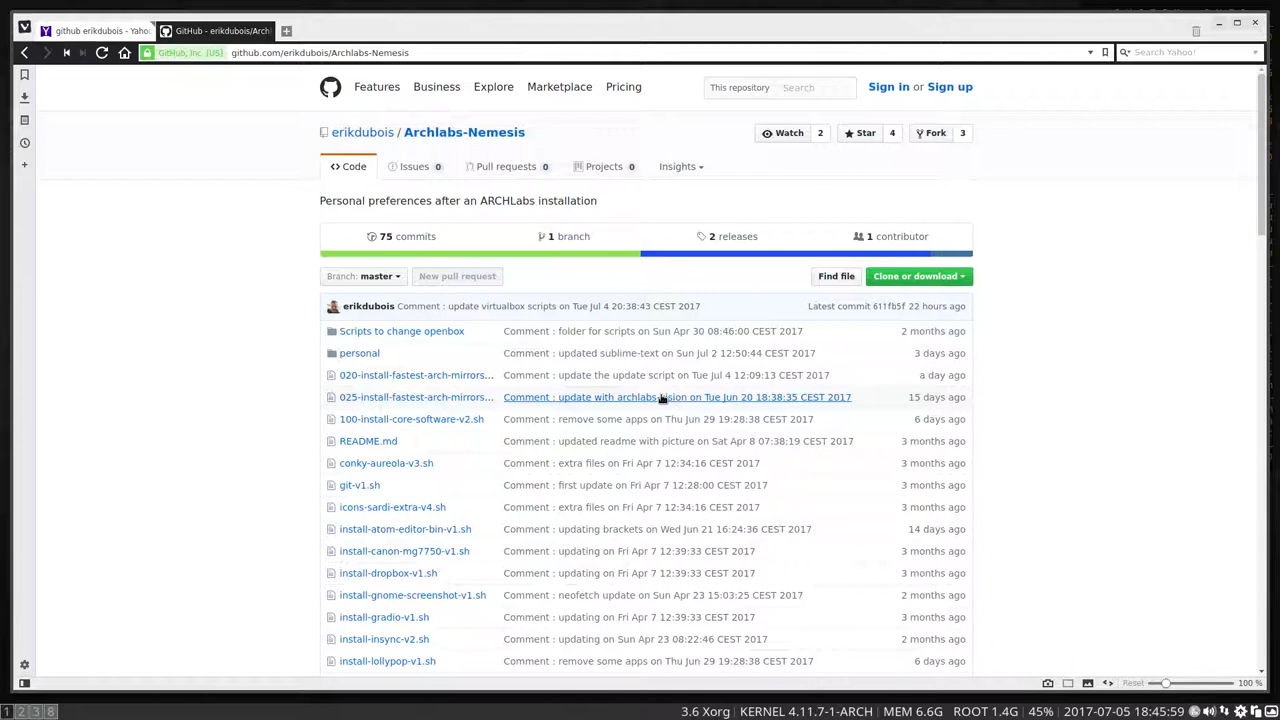 github erikdubois - Yaho
GitHub - erikdubois/Arch
GitHub, Inc. [US]
github.com/erikdubois/Archlabs-Nemesis
Search Yahoo!
Features Business Explore Marketplace Pricing
This repository Search
Sign in or Sign up
erikdubois / Archlabs-Nemesis
Watch 2 Star 4 Fork 3
Code Issues 0 Pull requests 0 Projects 0 Insights
Personal preferences after an ARCHLabs installation
75 commits 1 branch 2 releases 1 contributor
Branch: master New pull request Find file Clone or download
erikdubois Comment : update virtualbox scripts on Tue Jul 4 20:38:43 CEST 2017 Latest commit 611fb5f 22 hours ago
Scripts to change openbox Comment : folder for scripts on Sun Apr 30 08:46:00 CEST 2017 2 months ago
personal Comment : updated sublime-text on Sun Jul 2 12:50:44 CEST 2017 3 days ago
020-install-fastest-arch-mirrors... Comment : update the update script on Tue Jul 4 12:09:13 CEST 2017 a day ago
025-install-fastest-arch-mirrors... Comment : update with archlabs vision on Tue Jun 20 18:38:35 CEST 2017 15 days ago
100-install-core-software-v2.sh Comment : remove some apps on Thu Jun 29 19:28:38 CEST 2017 6 days ago
README.md Comment : updated readme with picture on Sat Apr 8 07:38:19 CEST 2017 3 months ago
conky-aureola-v3.sh Comment : extra files on Fri Apr 7 12:34:16 CEST 2017 3 months ago
git-v1.sh Comment : first update on Fri Apr 7 12:28:00 CEST 2017 3 months ago
icons-sardi-extra-v4.sh Comment : extra files on Fri Apr 7 12:34:16 CEST 2017 3 months ago
install-atom-editor-bin-v1.sh Comment : updating brackets on Wed Jun 21 16:24:36 CEST 2017 14 days ago
install-canon-mg7750-v1.sh Comment : updating on Fri Apr 7 12:39:33 CEST 2017 3 months ago
install-dropbox-v1.sh Comment : updating on Fri Apr 7 12:39:33 CEST 2017 3 months ago
install-gnome-screenshot-v1.sh Comment : neofetch update on Sun Apr 23 15:03:25 CEST 2017 3 months ago
install-gradio-v1.sh Comment : updating on Fri Apr 7 12:39:33 CEST 2017 3 months ago
install-insync-v2.sh Comment : updating on Sun Apr 23 08:22:46 CEST 2017 2 months ago
install-lollypop-v1.sh Comment : remove some apps on Thu Jun 29 19:28:38 CEST 2017 6 days ago
Reset 100 %
1 2 3 8 3.6 Xorg KERNEL 4.11.7-1-ARCH MEM 6.6G ROOT 1.4G 45% 2017-07-05 18:45:59